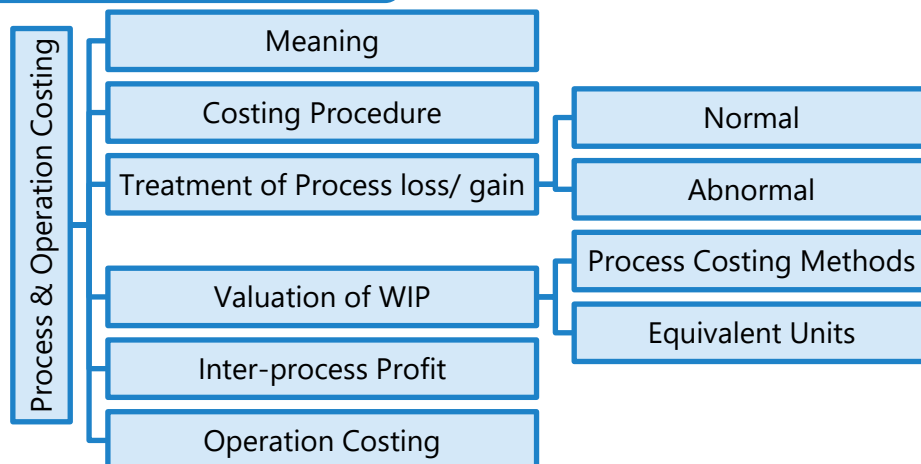 Process & Operation Costing
Meaning
Costing Procedure
Treatment of Process loss/ gain
Normal
Abnormal
Valuation of WIP
Process Costing Methods
Equivalent Units
Inter-process Profit
Operation Costing